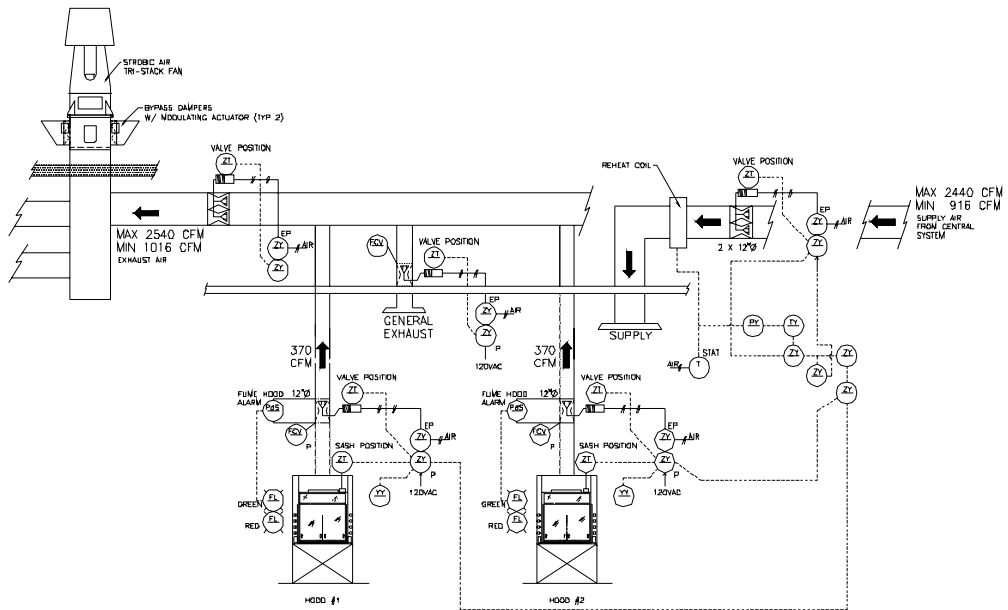 STROBIC AIR
TRI-STACK FAN
BYPASS DAMPERS
W/ MODULATING ACTUATOR (TYP 2)
VALVE POSITION
ZT
EP
ZY
AIR
ZY
MAX 2540 CFM
MIN 1016 CFM
EXHAUST AIR
FCV
VALVE POSITION
ZT
EP
ZY
AIR
ZY
P
120VAC
GENERAL
EXHAUST
REHEAT COIL
SUPPLY
VALVE POSITION
ZT
EP
ZY
AIR
ZY
2 X 12"Ø
MAX 2440 CFM
MIN 916 CFM
SUPPLY AIR
FROM CENTRAL
SYSTEM
PY
TY
ZY
ZY
ZY
ZY
STAT
AIR
T
370
CFM
FUME HOOD
ALARM
12"Ø
PdS
FCV
P
VALVE POSITION
ZT
EP
ZY
AIR
SASH POSITION
ZT
ZY
P
YY
120VAC
GREEN
FL
RED
FL
HOOD #1
370
CFM
FUME HOOD
ALARM
12"Ø
PdS
FCV
P
VALVE POSITION
ZT
EP
ZY
AIR
SASH POSITION
ZT
ZY
P
YY
120VAC
GREEN
FL
RED
FL
HOOD #2